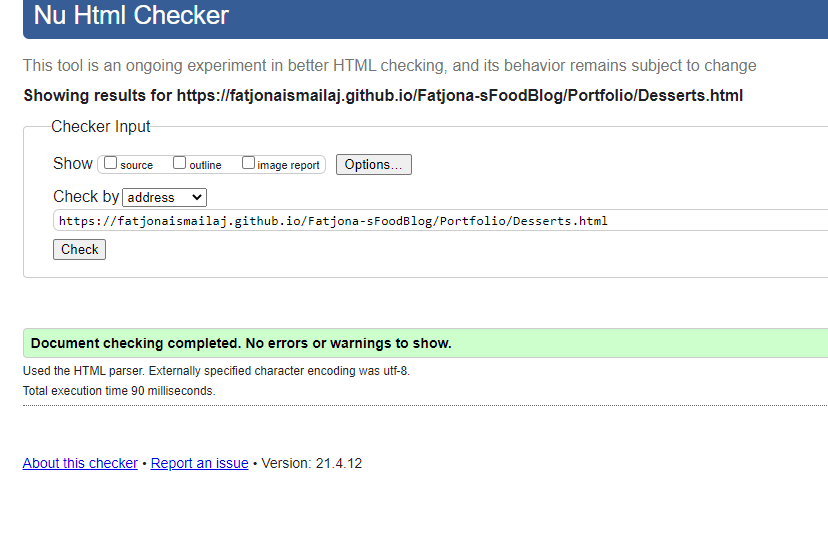 Nu Html Checker
This tool is an ongoing experiment in better HTML checking, and its behavior remains subject to change
Showing results for https://fatjonaismailaj.github.io/Fatjona-sFoodBlog/Portfolio/Desserts.html
Checker Input
Show source outline image report Options...
Check by address
https://fatjonaismailaj.github.io/Fatjona-sFoodBlog/Portfolio/Desserts.html
Check
Document checking completed. No errors or warnings to show.
Used the HTML parser. Externally specified character encoding was utf-8.
Total execution time 90 milliseconds.
About this checker • Report an issue • Version: 21.4.12